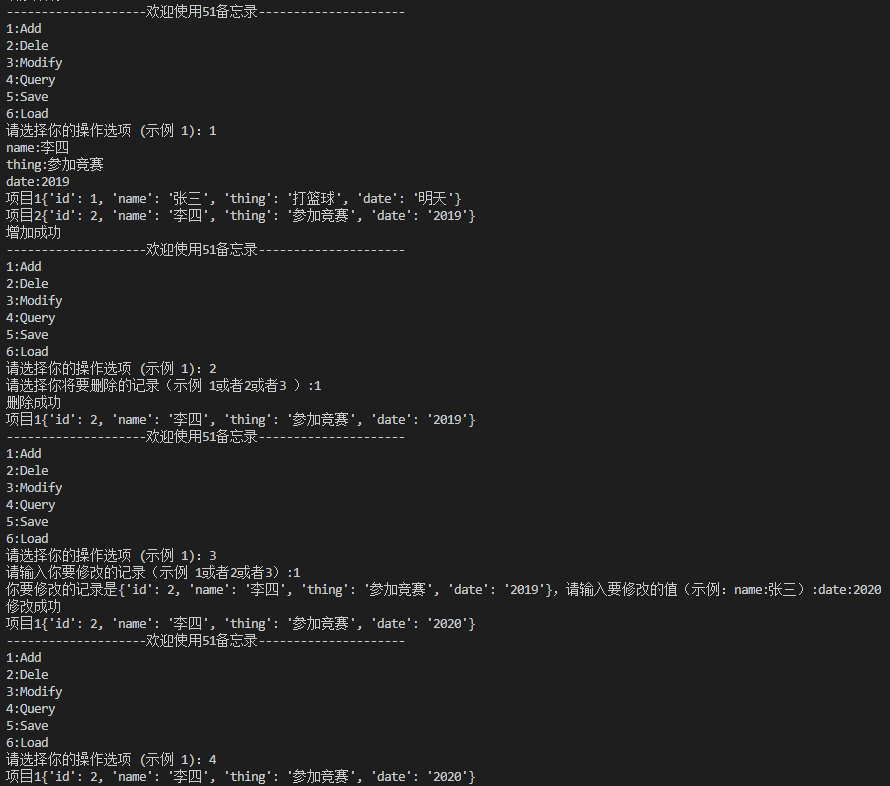 ---------------------欢迎使用51备忘录---------------------
1:Add
2:Dele
3:Modify
4:Query
5:Save
6:Load
请选择你的操作选项 (示例 1): 1
name:李四
thing:参加竞赛
date:2019
项目1{'id': 1, 'name': '张三', 'thing': '打篮球', 'date': '明天'}
项目2{'id': 2, 'name': '李四', 'thing': '参加竞赛', 'date': '2019'}
增加成功
---------------------欢迎使用51备忘录---------------------
1:Add
2:Dele
3:Modify
4:Query
5:Save
6:Load
请选择你的操作选项 (示例 1): 2
请选择你将要删除的记录（示例 1或者2或者3 ）:1
删除成功
项目1{'id': 2, 'name': '李四', 'thing': '参加竞赛', 'date': '2019'}
---------------------欢迎使用51备忘录---------------------
1:Add
2:Dele
3:Modify
4:Query
5:Save
6:Load
请选择你的操作选项 (示例 1): 3
请输入你要修改的记录（示例 1或者2或者3）:1
你要修改的记录是{'id': 2, 'name': '李四', 'thing': '参加竞赛', 'date': '2019'}，请输入要修改的值（示例：name:张三）:date:2020
修改成功
项目1{'id': 2, 'name': '李四', 'thing': '参加竞赛', 'date': '2020'}
---------------------欢迎使用51备忘录---------------------
1:Add
2:Dele
3:Modify
4:Query
5:Save
6:Load
请选择你的操作选项 (示例 1): 4
项目1{'id': 2, 'name': '李四', 'thing': '参加竞赛', 'date': '2020'}